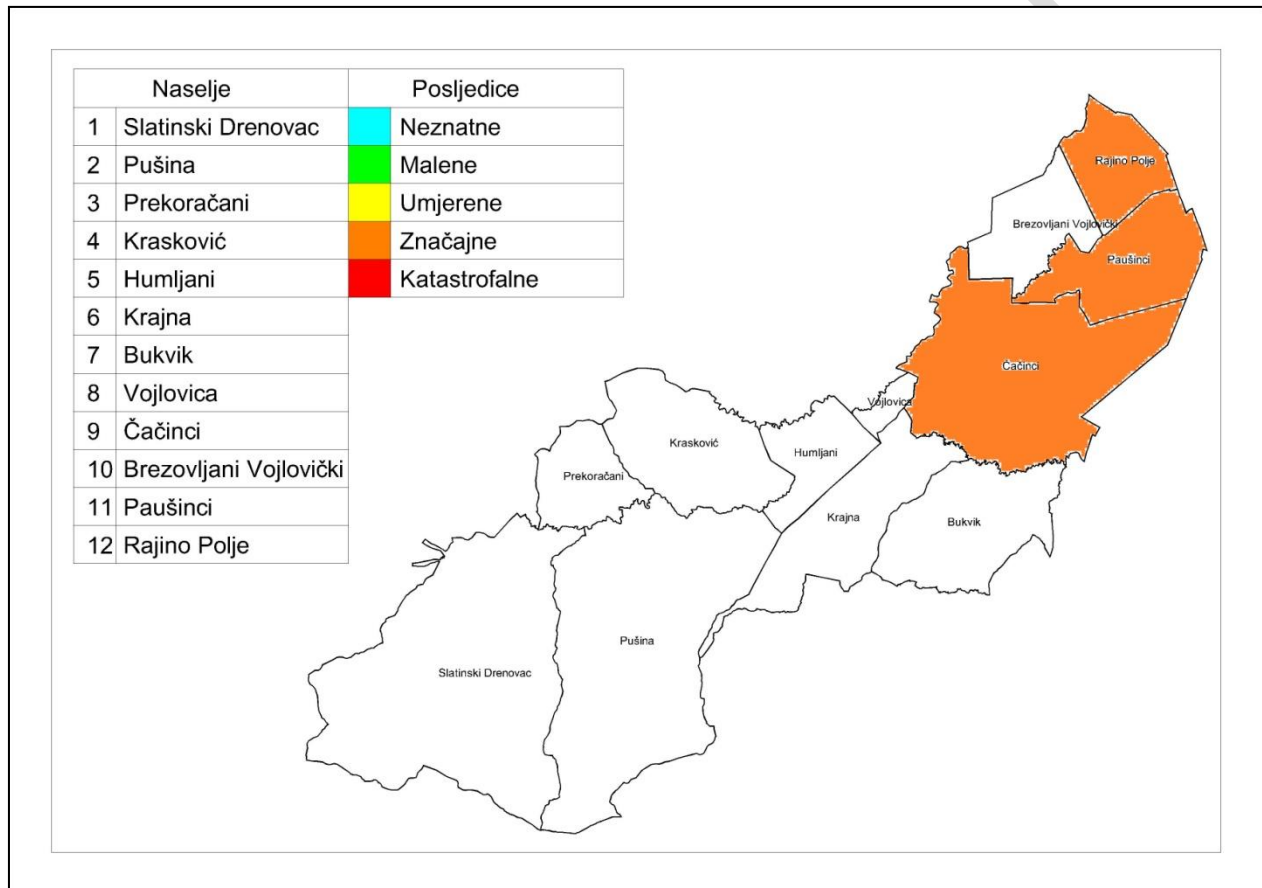 Naselje Posljedice
1 Slatinski Drenovac Neznatne
2 Pušina Malene
3 Prekoračani Umjerene
4 Krasković Značajne
5 Humljani Katastrofalne
6 Krajna
7 Bukvik
8 Vojlovica
9 Čačinci
10 Brezovljani Vojlovički
11 Paušinci
12 Rajino Polje
Rajino Polje
Brezovljani Vojlovički
Paušinci
Čačinci
Vojlovica
Krasković
Humljani
Prekoračani
Krajna
Bukvik
Pušina
Slatinski Drenovac